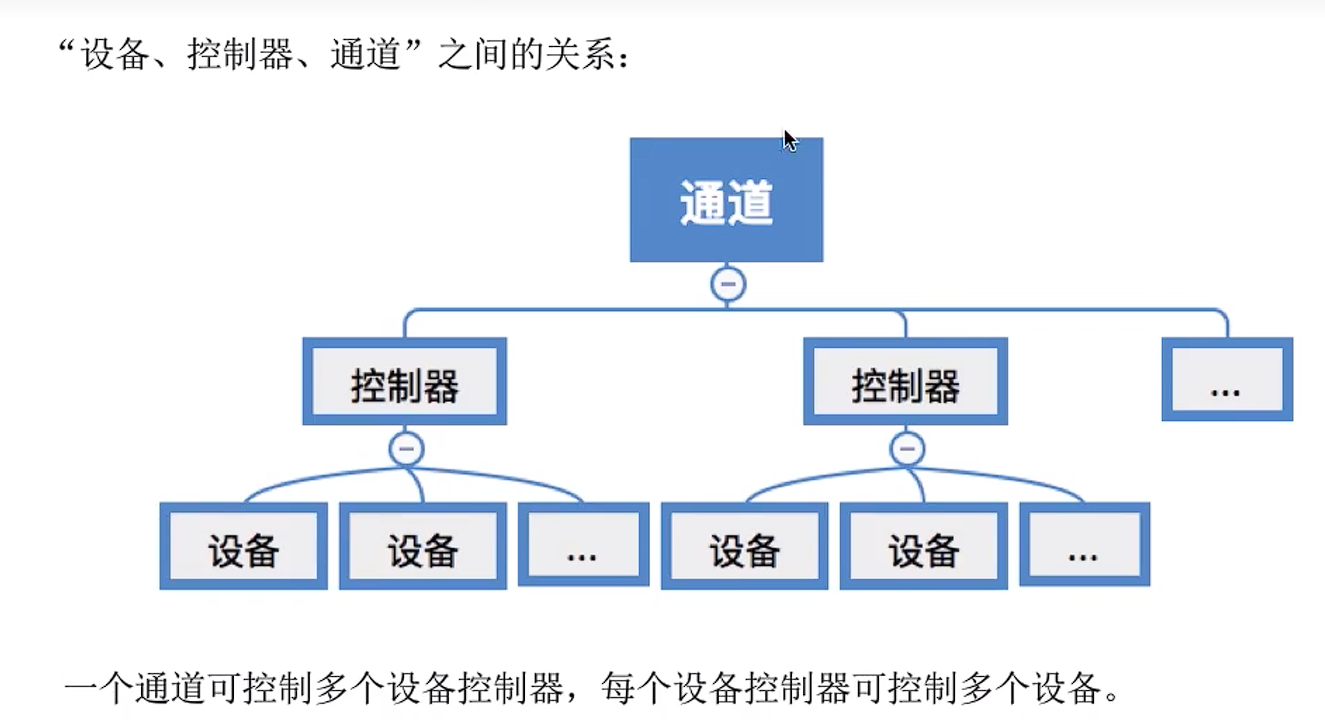 “设备、控制器、通道”之间的关系：
通道
控制器 控制器 ...
设备 设备 ... 设备 设备 ...
一个通道可控制多个设备控制器，每个设备控制器可控制多个设备。